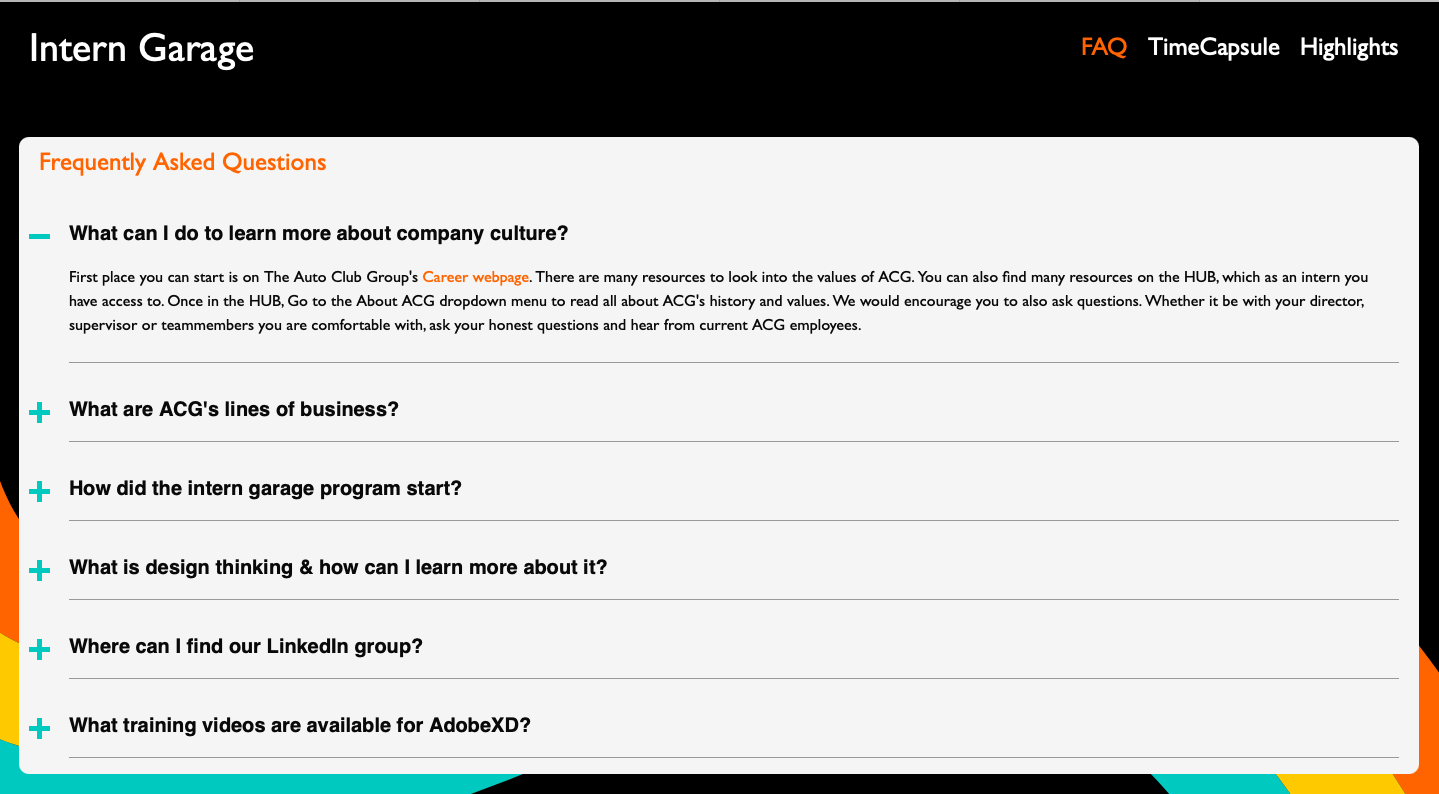 Intern Garage
FAQ TimeCapsule Highlights
Frequently Asked Questions
What can I do to learn more about company culture?
First place you can start is on The Auto Club Group's Career webpage. There are many resources to look into the values of ACG. You can also find many resources on the HUB, which as an intern you
have access to. Once in the HUB, Go to the About ACG dropdown menu to read all about ACG's history and values. We would encourage you to also ask questions. Whether it be with your director,
supervisor or teammembers you are comfortable with, ask your honest questions and hear from current ACG employees.
What are ACG's lines of business?
How did the intern garage program start?
What is design thinking & how can I learn more about it?
Where can I find our LinkedIn group?
What training videos are available for AdobeXD?